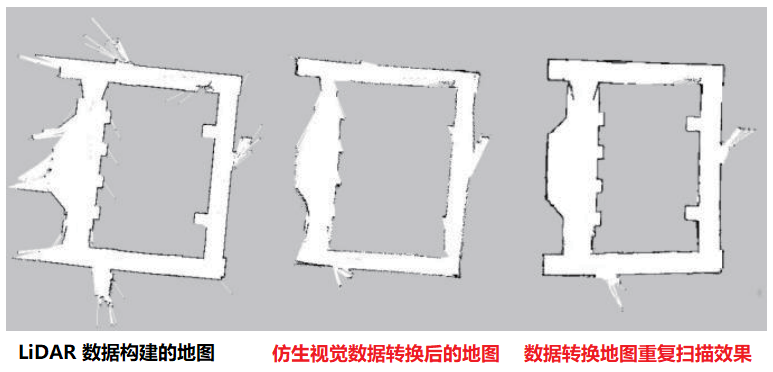 LiDAR 数据构建的地图
仿生视觉数据转换后的地图
数据转换地图重复扫描效果